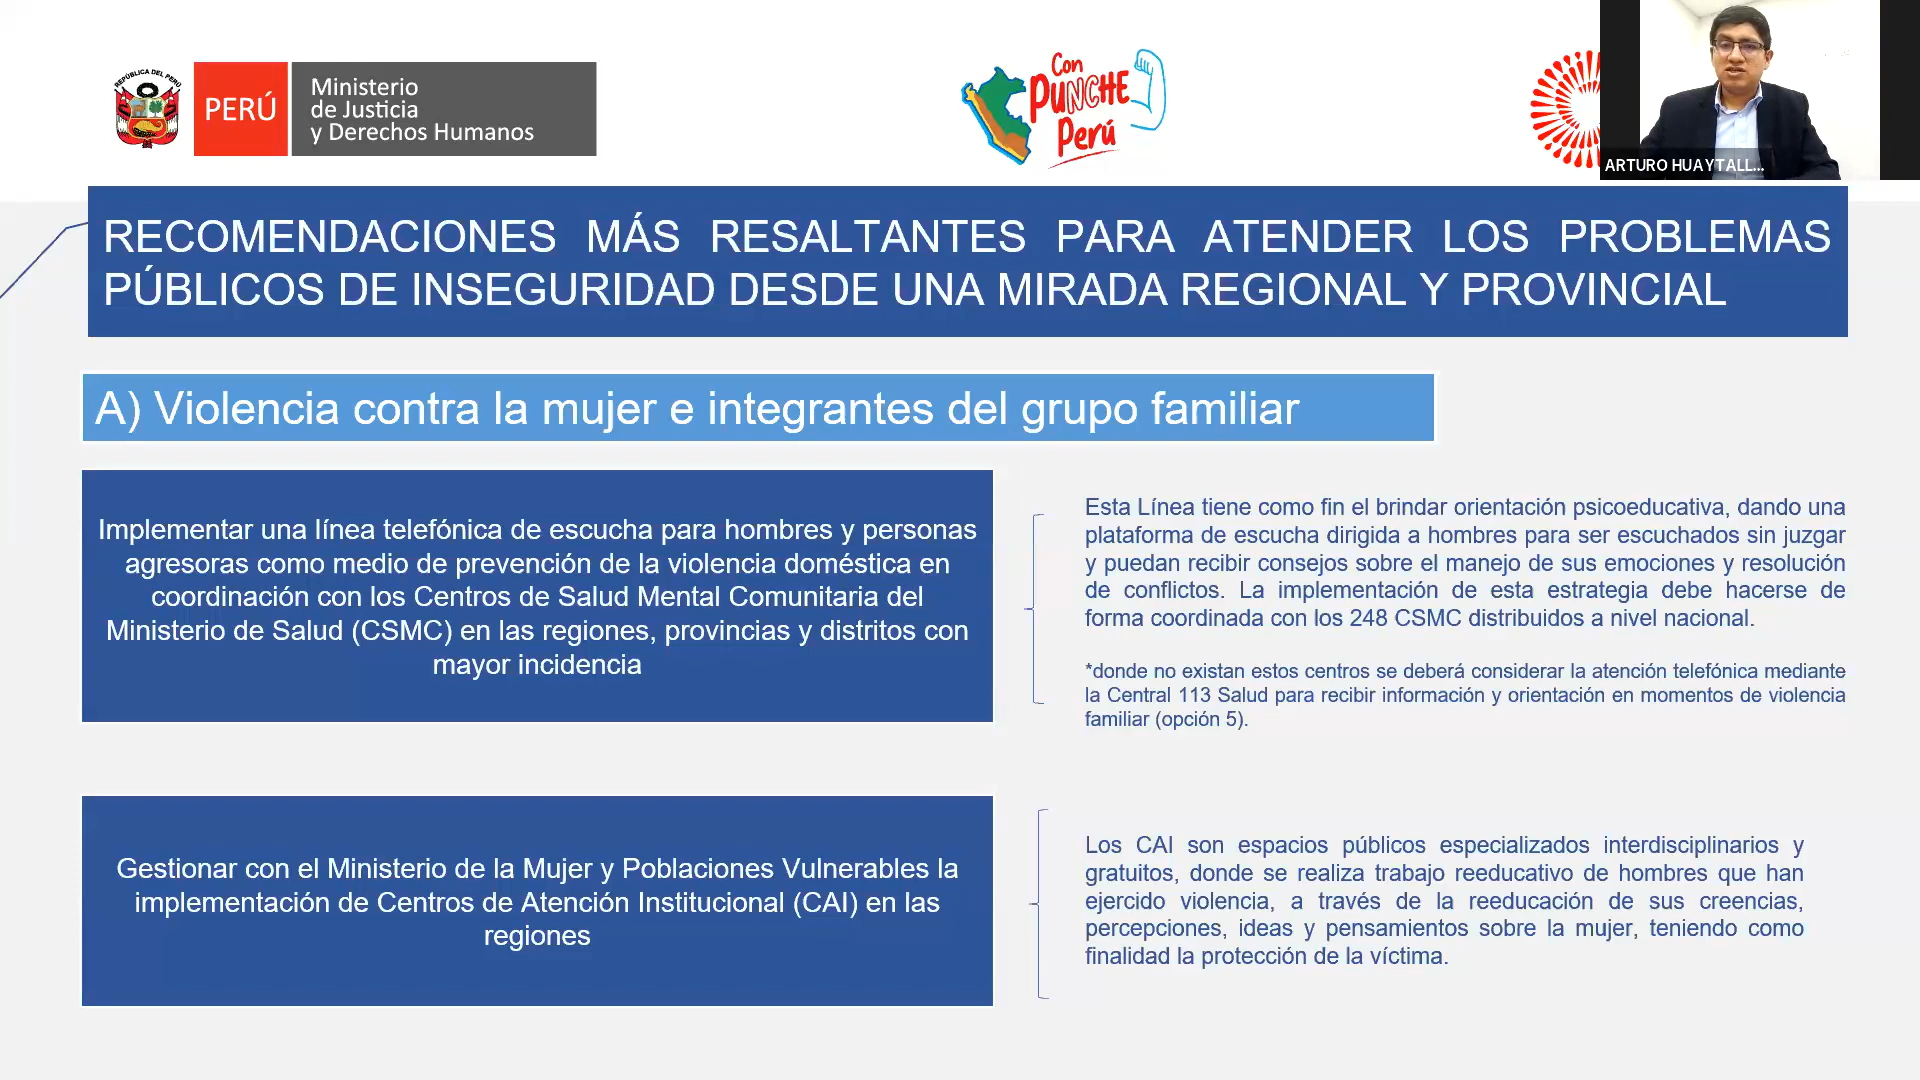 REPÚBLICA DEL PERÚ
PERÚ
Ministerio
de Justicia
y Derechos Humanos
Con
PUNCHE
Perú
ARTURO HUAYTALL...
RECOMENDACIONES MÁS RESALTANTES PARA ATENDER LOS PROBLEMAS
PÚBLICOS DE INSEGURIDAD DESDE UNA MIRADA REGIONAL Y PROVINCIAL
A) Violencia contra la mujer e integrantes del grupo familiar
Implementar una línea telefónica de escucha para hombres y personas
agresoras como medio de prevención de la violencia doméstica en
coordinación con los Centros de Salud Mental Comunitaria del
Ministerio de Salud (CSMC) en las regiones, provincias y distritos con
mayor incidencia
Esta Línea tiene como fin el brindar orientación psicoeducativa, dando una
plataforma de escucha dirigida a hombres para ser escuchados sin juzgar
y puedan recibir consejos sobre el manejo de sus emociones y resolución
de conflictos. La implementación de esta estrategia debe hacerse de
forma coordinada con los 248 CSMC distribuidos a nivel nacional.
*donde no existan estos centros se deberá considerar la atención telefónica mediante
la Central 113 Salud para recibir información y orientación en momentos de violencia
familiar (opción 5).
Gestionar con el Ministerio de la Mujer y Poblaciones Vulnerables la
implementación de Centros de Atención Institucional (CAI) en las
regiones
Los CAI son espacios públicos especializados interdisciplinarios y
gratuitos, donde se realiza trabajo reeducativo de hombres que han
ejercido violencia, a través de la reeducación de sus creencias,
percepciones, ideas y pensamientos sobre la mujer, teniendo como
finalidad la protección de la víctima.